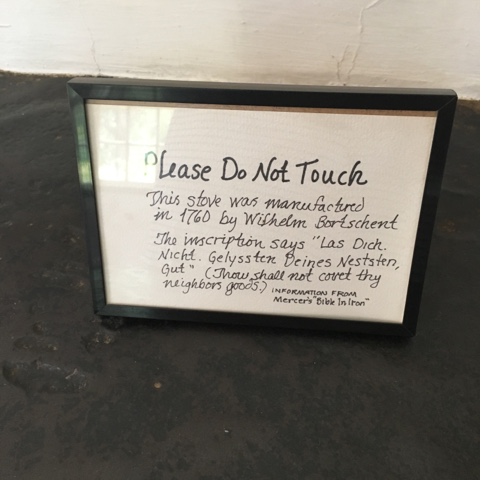 Please Do Not Touch
This stove was manufactured
in 1760 by Wilhelm Bortschent
The inscription says "Las Dich.
Nicht. Gelyssten Deines Neststen,
Gut" (Thow shall not covet thy
neighbors goods.) INFORMATION FROM
Mercer's "Bible In Iron"